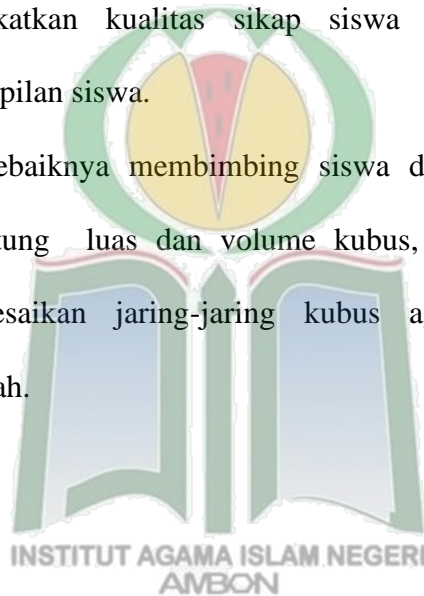 katkan kualitas sikap siswa
pilan siswa.
ebaiknya membimbing siswa d
tung luas dan volume kubus,
esaikan jaring-jaring kubus a
ah.
INSTITUT AGAMA ISLAM NEGERI
AMBON